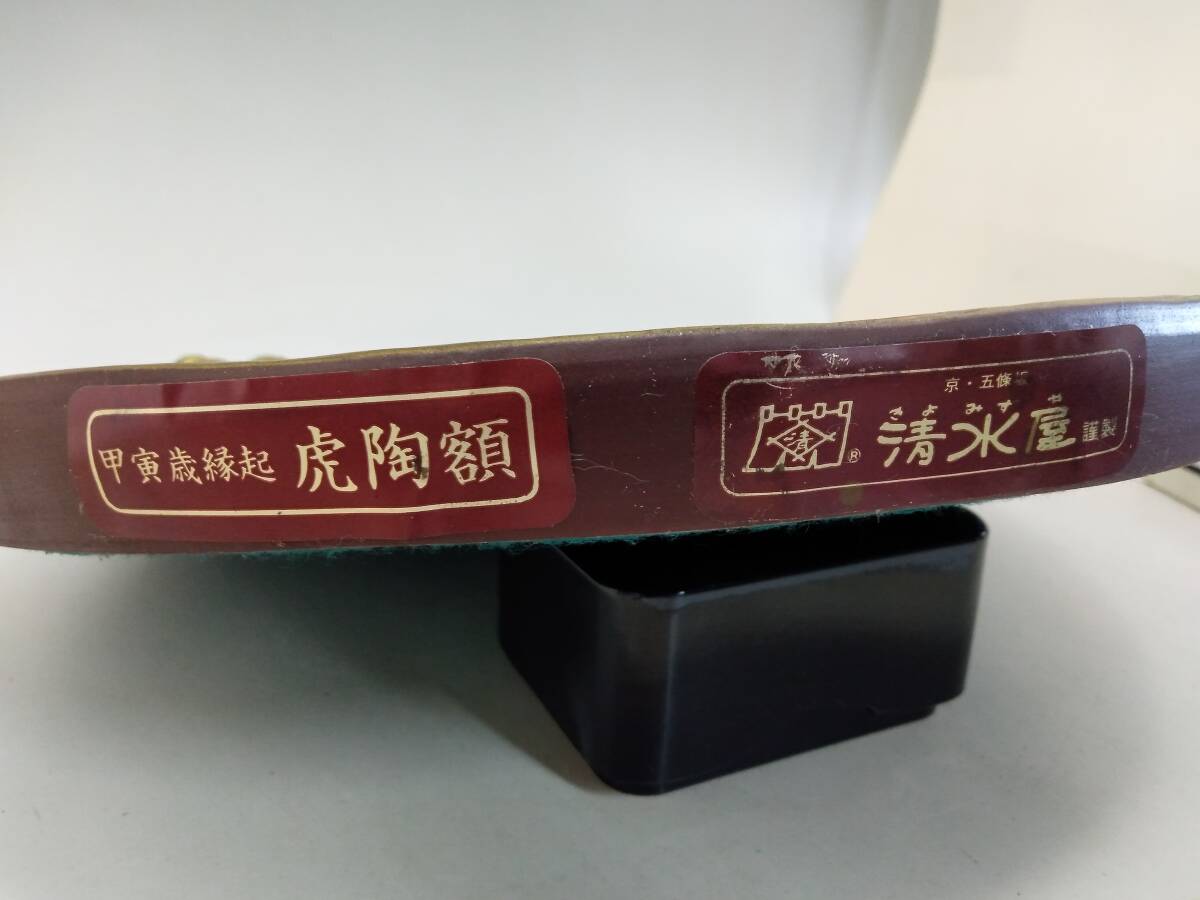 甲寅歳縁起 虎陶額
京・五條
きよみずや
清
®
清水屋 謹製